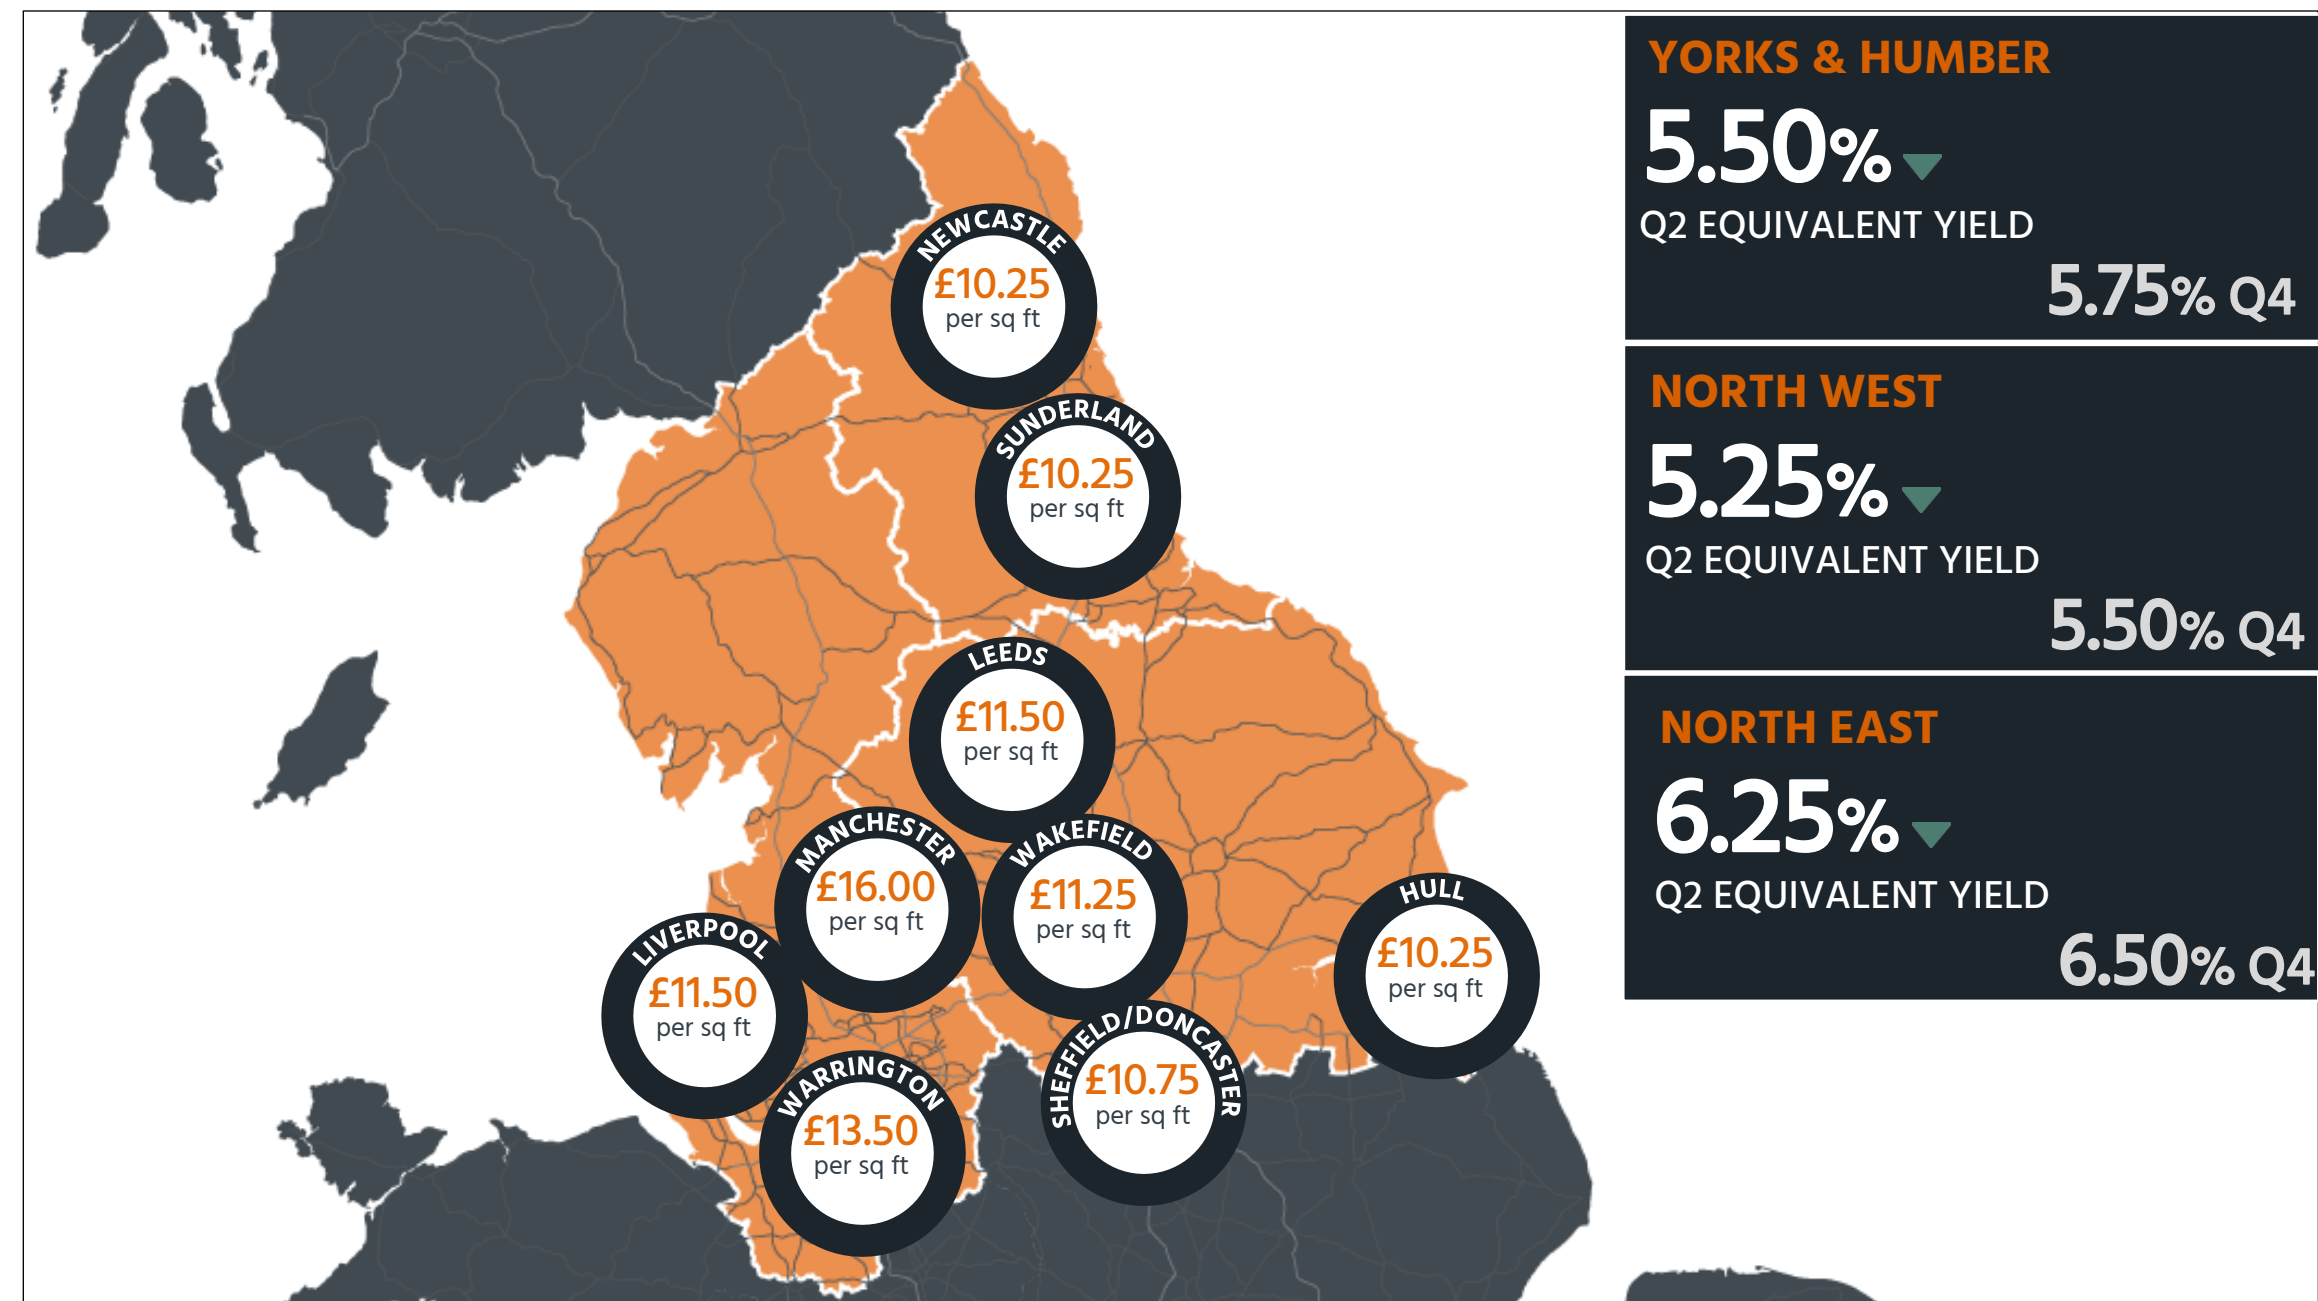 NEWCASTLE
£10.25
per sq ft
SUNDERLAND
£10.25
per sq ft
LEEDS
£11.50
per sq ft
MANCHESTER
£16.00
per sq ft
WAKEFIELD
£11.25
per sq ft
HULL
£10.25
per sq ft
LIVERPOOL
£11.50
per sq ft
SHEFFIELD/DONCASTER
£10.75
per sq ft
WARRINGTON
£13.50
per sq ft
YORKS & HUMBER
5.50%
Q2 EQUIVALENT YIELD
5.75% Q4
NORTH WEST
5.25%
Q2 EQUIVALENT YIELD
5.50% Q4
NORTH EAST
6.25%
Q2 EQUIVALENT YIELD
6.50% Q4